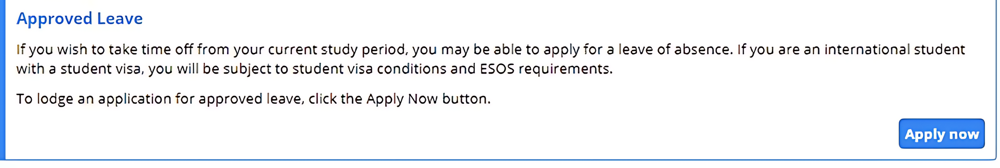 Approved Leave
If you wish to take time off from your current study period, you may be able to apply for a leave of absence. If you are an international student
with a student visa, you will be subject to student visa conditions and ESOS requirements.
To lodge an application for approved leave, click the Apply Now button.
Apply now